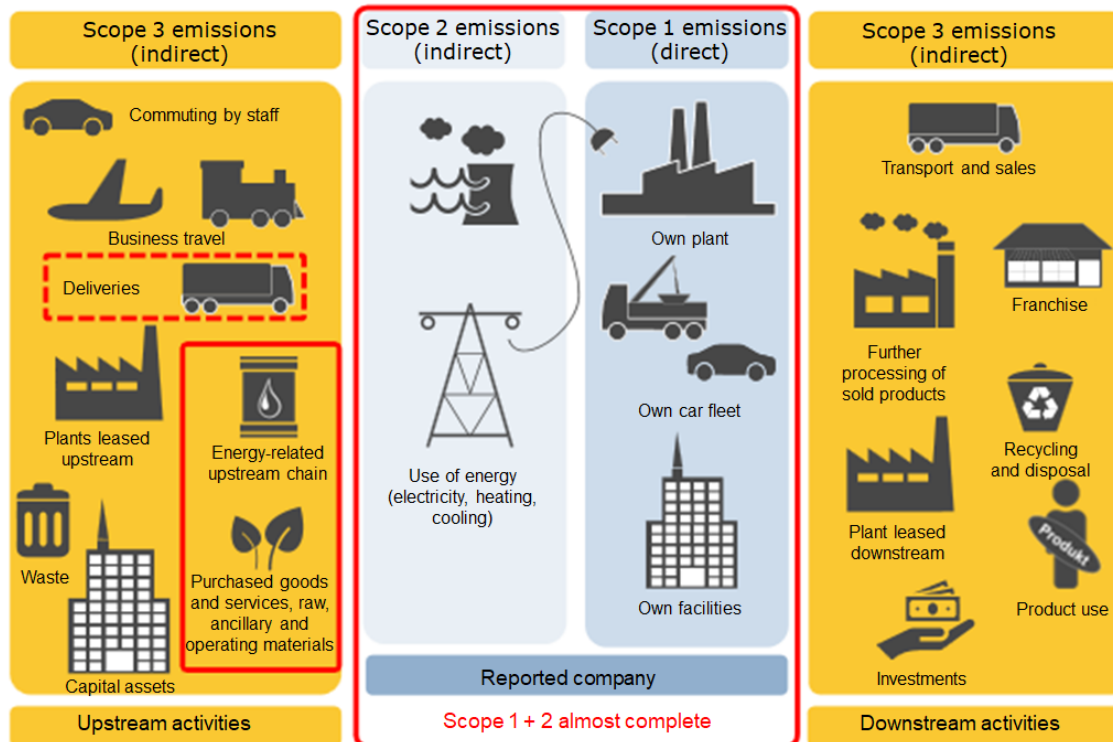 Scope 3 emissions
(indirect)
Commuting by staff
Business travel
Deliveries
Plants leased
upstream
Energy-related
upstream chain
Waste
Purchased goods
and services, raw,
ancillary and
operating materials
Capital assets
Upstream activities
Scope 2 emissions
(indirect)
Use of energy
(electricity, heating,
cooling)
Scope 1 emissions
(direct)
Own plant
Own car fleet
Own facilities
Reported company
Scope 1 + 2 almost complete
Scope 3 emissions
(indirect)
Transport and sales
Franchise
Further
processing of
sold products
Recycling
and disposal
Plant leased
downstream
Produkt
Product use
Investments
Downstream activities